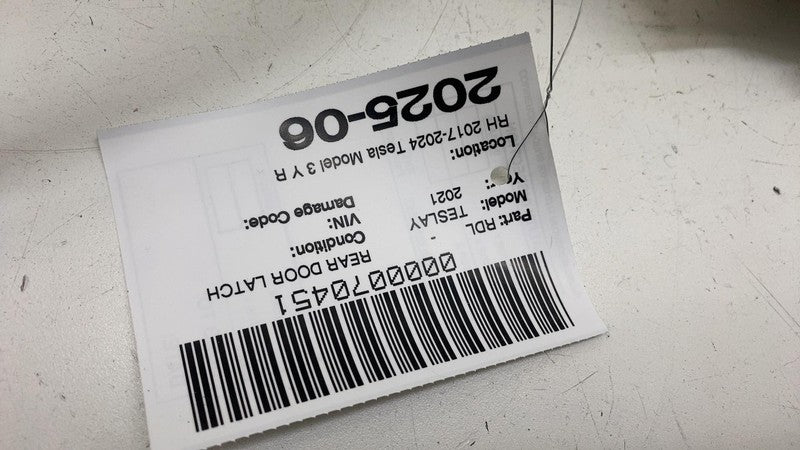 0000070451
Part: RDL - REAR DOOR LATCH
Model: TESLAY Condition:
Year: 2021 VIN:
Damage Code:
Location:
RH 2017-2024 Tesla Model 3 Y R
2025-06